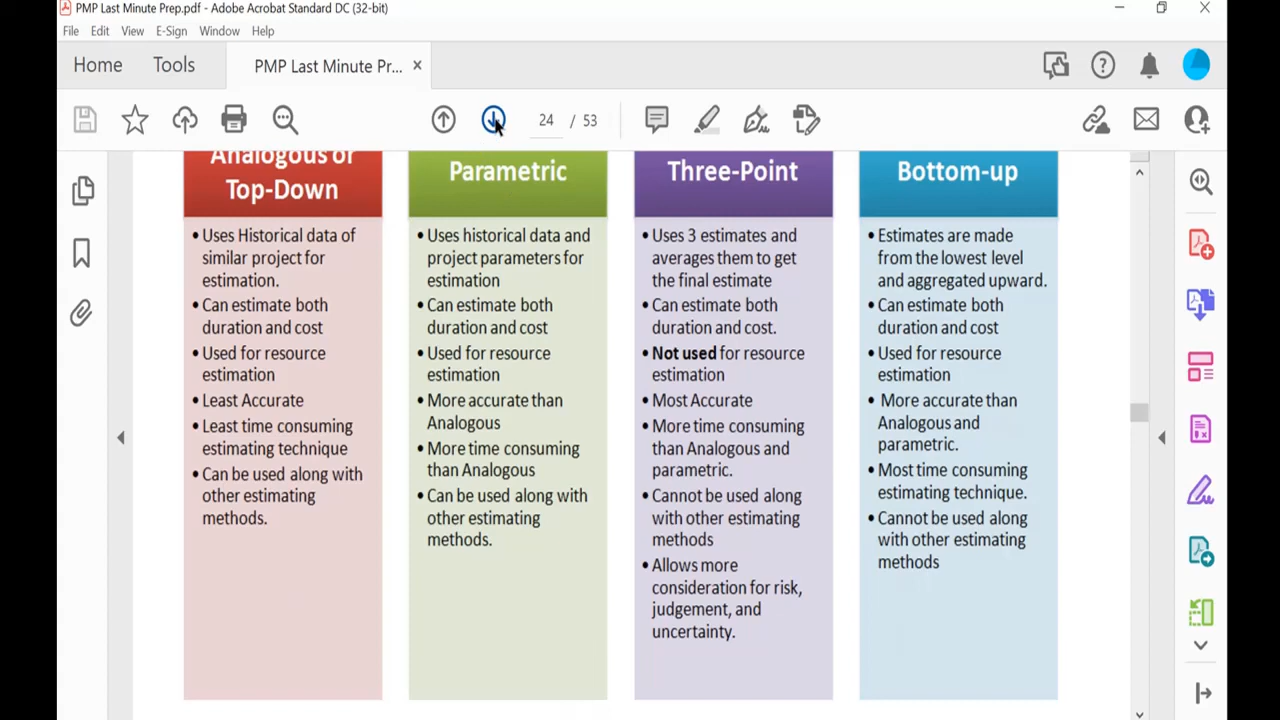 PMP Last Minute Prep.pdf - Adobe Acrobat Standard DC (32-bit)
File Edit View E-Sign Window Help
Home Tools PMP Last Minute Pr... ×
24 / 53
Analogous or
Top-Down
• Uses Historical data of
similar project for
estimation.
• Can estimate both
duration and cost
• Used for resource
estimation
• Least Accurate
• Least time consuming
estimating technique
• Can be used along with
other estimating
methods.
Parametric
• Uses historical data and
project parameters for
estimation
• Can estimate both
duration and cost
• Used for resource
estimation
• More accurate than
Analogous
• More time consuming
than Analogous
• Can be used along with
other estimating
methods.
Three-Point
• Uses 3 estimates and
averages them to get
the final estimate
• Can estimate both
duration and cost.
• Not used for resource
estimation
• Most Accurate
• More time consuming
than Analogous and
parametric.
• Cannot be used along
with other estimating
methods
• Allows more
consideration for risk,
judgement, and
uncertainty.
Bottom-up
• Estimates are made
from the lowest level
and aggregated upward.
• Can estimate both
duration and cost
• Used for resource
estimation
• More accurate than
Analogous and
parametric.
• Most time consuming
estimating technique.
• Cannot be used along
with other estimating
methods